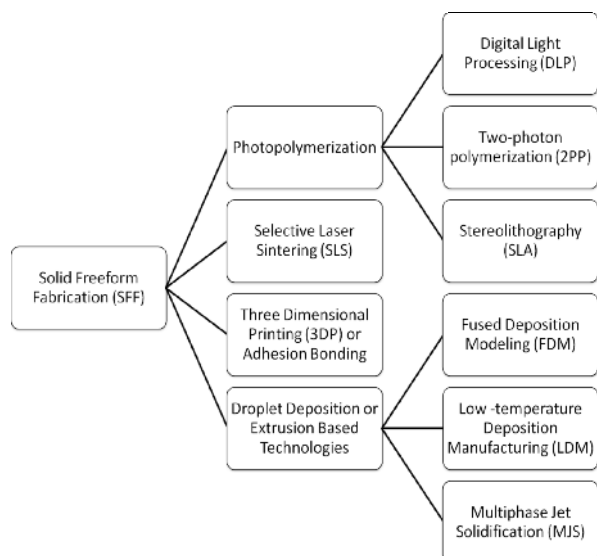 Digital Light
Processing (DLP)
Photopolymerization
Two-photon
polymerization (2PP)
Selective Laser
Sintering (SLS)
Stereolithography
(SLA)
Solid Freeform
Fabrication (SFF)
Three Dimensional
Printing (3DP) or
Adhesion Bonding
Fused Deposition
Modeling (FDM)
Droplet Deposition or
Extrusion Based
Technologies
Low -temperature
Deposition
Manufacturing (LDM)
Multiphase Jet
Solidification (MJS)